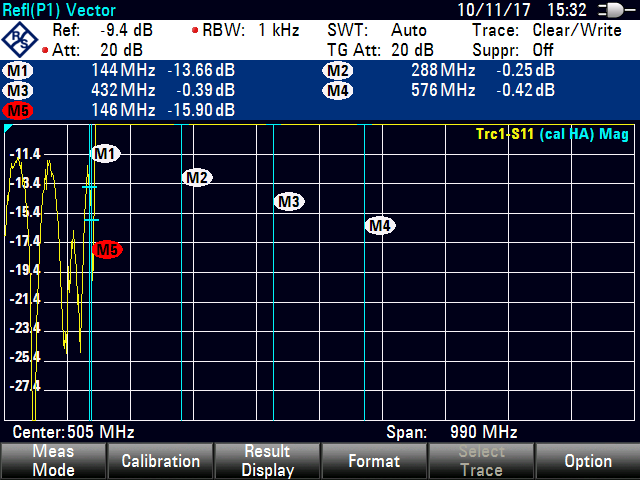 Refl(P1) Vector 10/11/17 15:32
Ref: -9.4 dB RBW: 1 kHz SWT: Auto Trace: Clear/Write
Att: 20 dB TG Att: 20 dB Suppr: Off
M1 144 MHz -13.66 dB M2 288 MHz -0.25 dB
M3 432 MHz -0.39 dB M4 576 MHz -0.42 dB
M5 146 MHz -15.90 dB
Trc1-S11 (cal HA) Mag
-11.4
M1
-13.4
M2
M3
-15.4
M4
-17.4
M5
-19.4
-21.4
-23.4
-25.4
-27.4
Center: 505 MHz Span: 990 MHz
Meas Mode
Calibration
Result Display
Format
Select Trace
Option